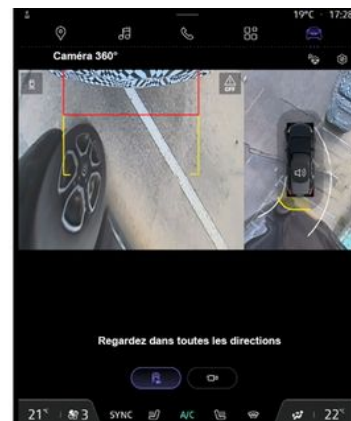 19°C · 17:28
Caméra 360°
OFF
Regardez dans toutes les directions
21°C 3 SYNC A/C 22°C